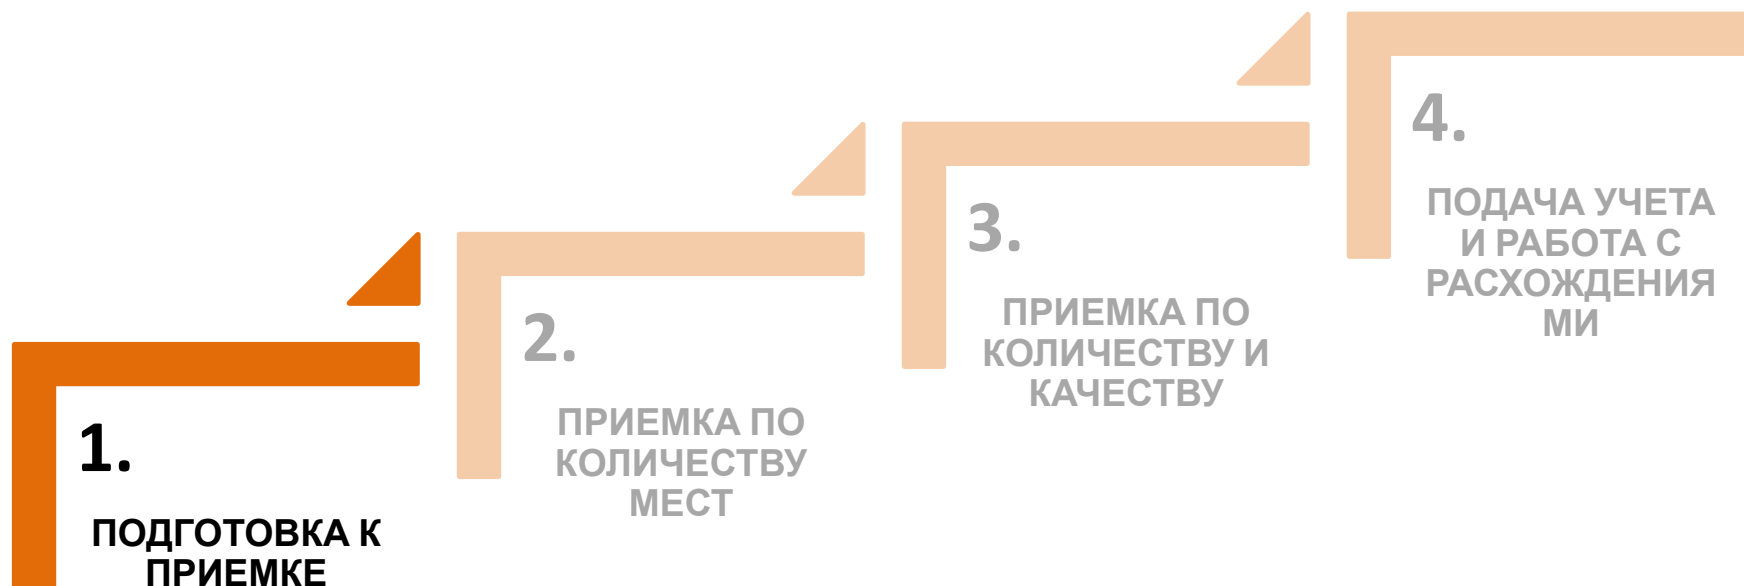 1.
ПОДГОТОВКА К
ПРИЕМКЕ
2.
ПРИЕМКА ПО
КОЛИЧЕСТВУ
МЕСТ
3.
ПРИЕМКА ПО
КОЛИЧЕСТВУ И
КАЧЕСТВУ
4.
ПОДАЧА УЧЕТА
И РАБОТА С
РАСХОЖДЕНИЯ
МИ